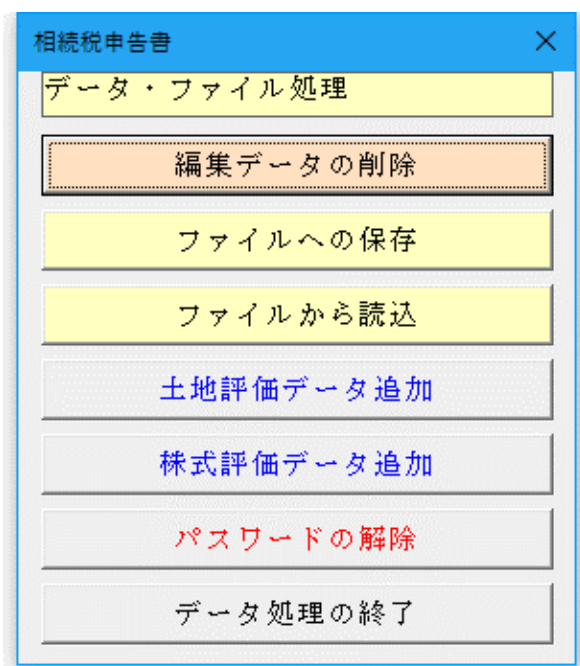 相続税申告書
データ・ファイル処理
編集データの削除
ファイルへの保存
ファイルから読込
土地評価データ追加
株式評価データ追加
パスワードの解除
データ処理の終了